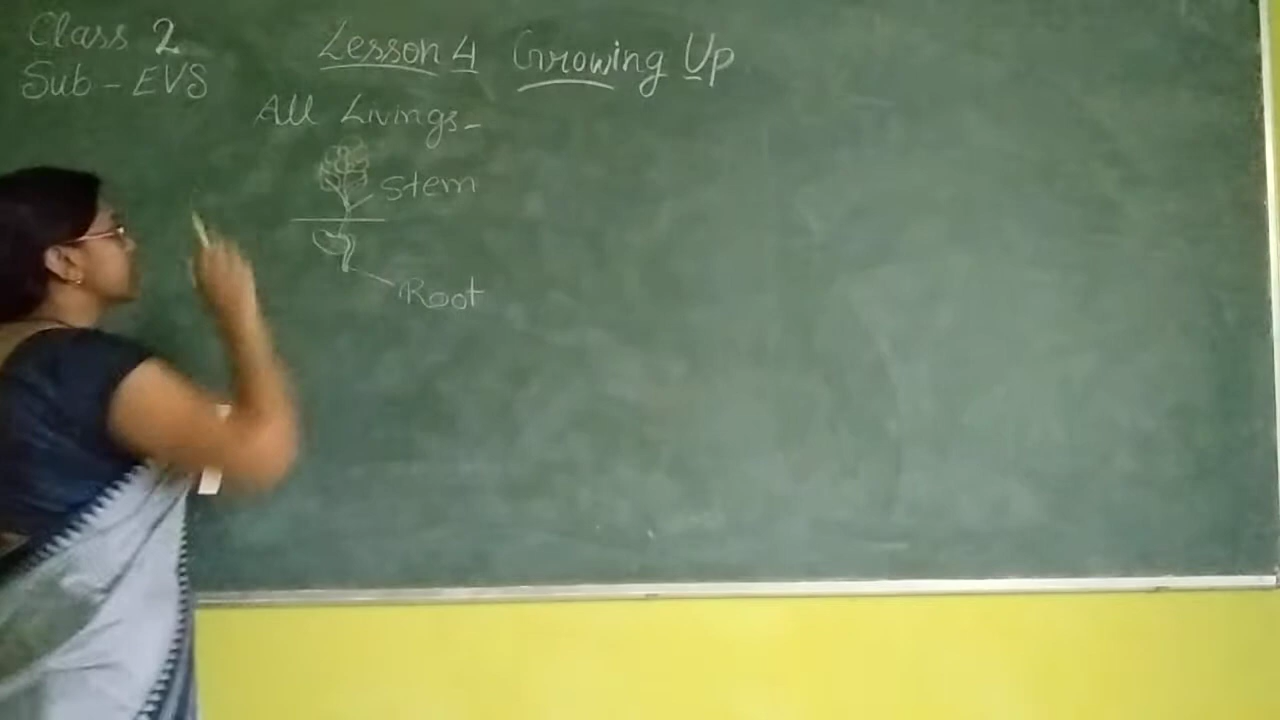 Class 2
Sub - EVS
Lesson 4 Growing Up
All Livings -
Stem
Root